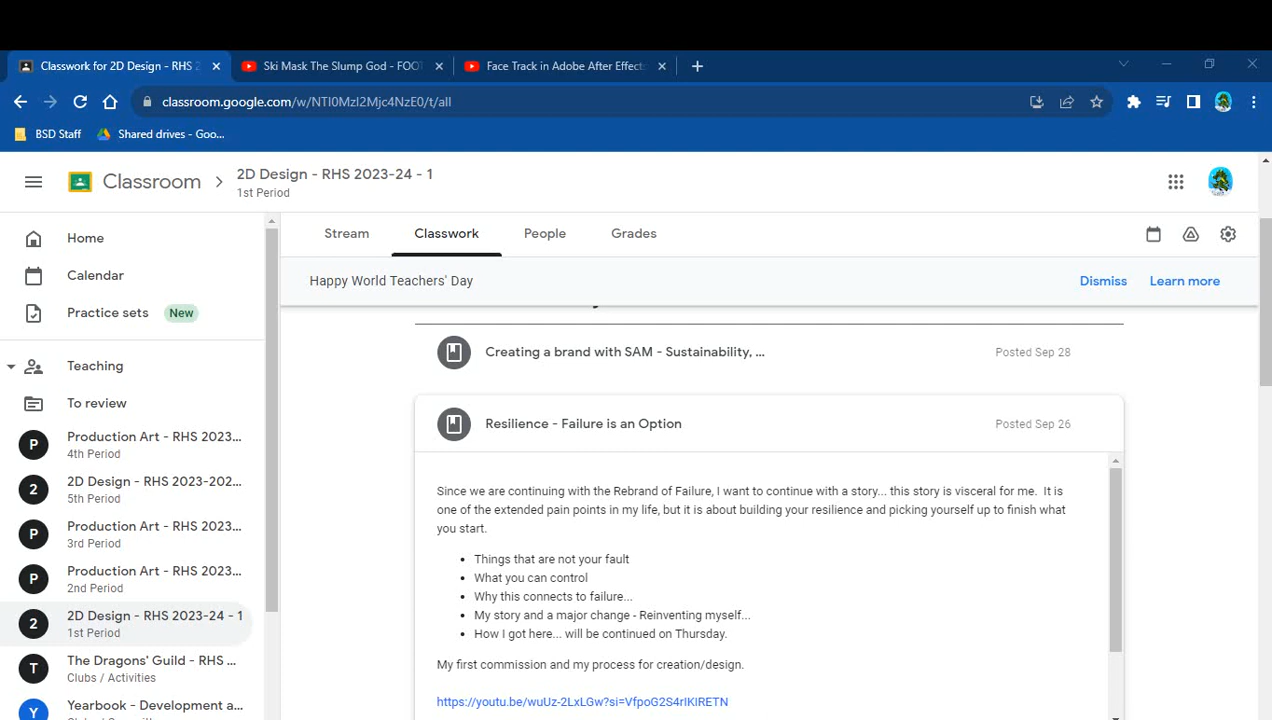 Classwork for 2D Design - RHS 2
Ski Mask The Slump God - FOOT
Face Track in Adobe After Effect
classroom.google.com/w/NTI0MzI2Mjc4NzE0/t/all
BSD Staff
Shared drives - Goo...
Classroom
2D Design - RHS 2023-24 - 1
1st Period
Stream
Classwork
People
Grades
Happy World Teachers' Day
Dismiss
Learn more
Home
Calendar
Practice sets
New
Teaching
To review
P
Production Art - RHS 2023...
4th Period
2
2D Design - RHS 2023-202...
5th Period
P
Production Art - RHS 2023...
3rd Period
P
Production Art - RHS 2023...
2nd Period
2
2D Design - RHS 2023-24 - 1
1st Period
T
The Dragons' Guild - RHS ...
Clubs / Activities
Y
Yearbook - Development a...
Creating a brand with SAM - Sustainability, ...
Posted Sep 28
Resilience - Failure is an Option
Posted Sep 26
Since we are continuing with the Rebrand of Failure, I want to continue with a story... this story is visceral for me. It is
one of the extended pain points in my life, but it is about building your resilience and picking yourself up to finish what
you start.
• Things that are not your fault
• What you can control
• Why this connects to failure...
• My story and a major change - Reinventing myself...
• How I got here... will be continued on Thursday.
My first commission and my process for creation/design.
https://youtu.be/wuUz-2LxLGw?si=VfpoG2S4rIKIRETN